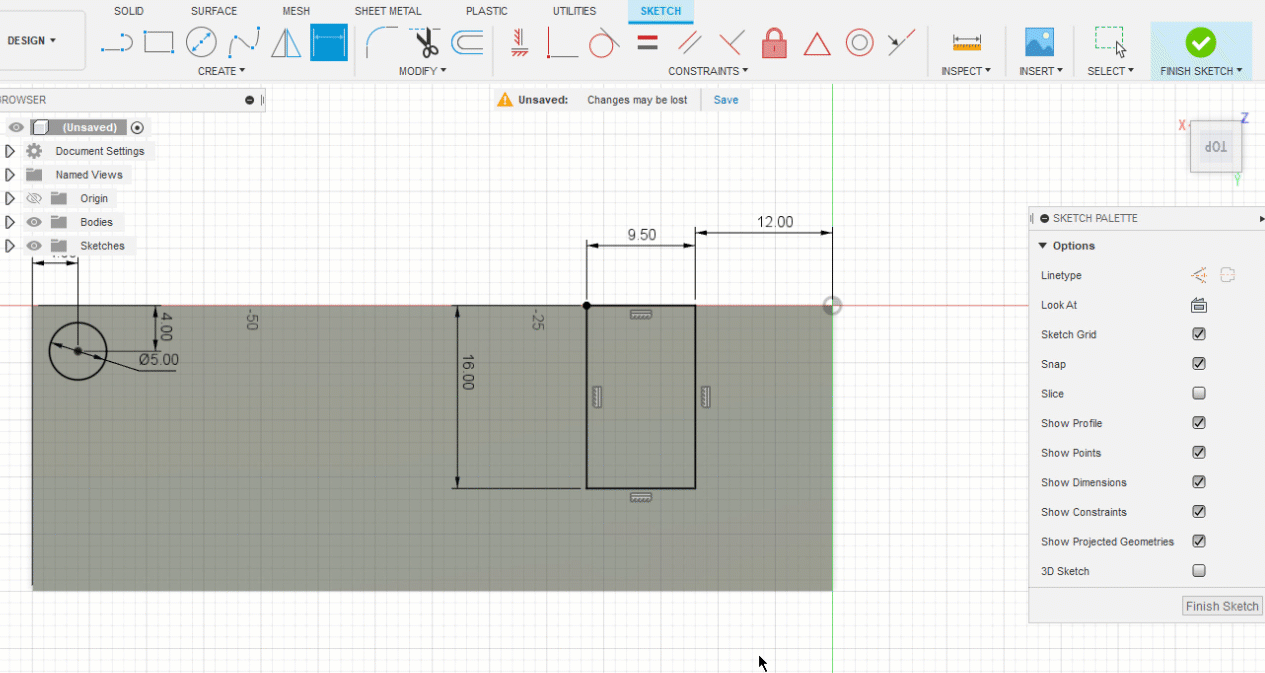 SOLID SURFACE MESH SHEET METAL PLASTIC UTILITIES SKETCH
DESIGN
CREATE MODIFY CONSTRAINTS INSPECT INSERT SELECT FINISH SKETCH
ROWSER
Unsaved: Changes may be lost Save
(Unsaved)
Document Settings
Named Views
Origin
Bodies
Sketches
X
Z
TOP
Y
SKETCH PALETTE
Options
Linetype
Look At
Sketch Grid
Snap
Slice
Show Profile
Show Points
Show Dimensions
Show Constraints
Show Projected Geometries
3D Sketch
Finish Sketch
12.00
9.50
4.00
Ø5.00
-50
-25
16.00